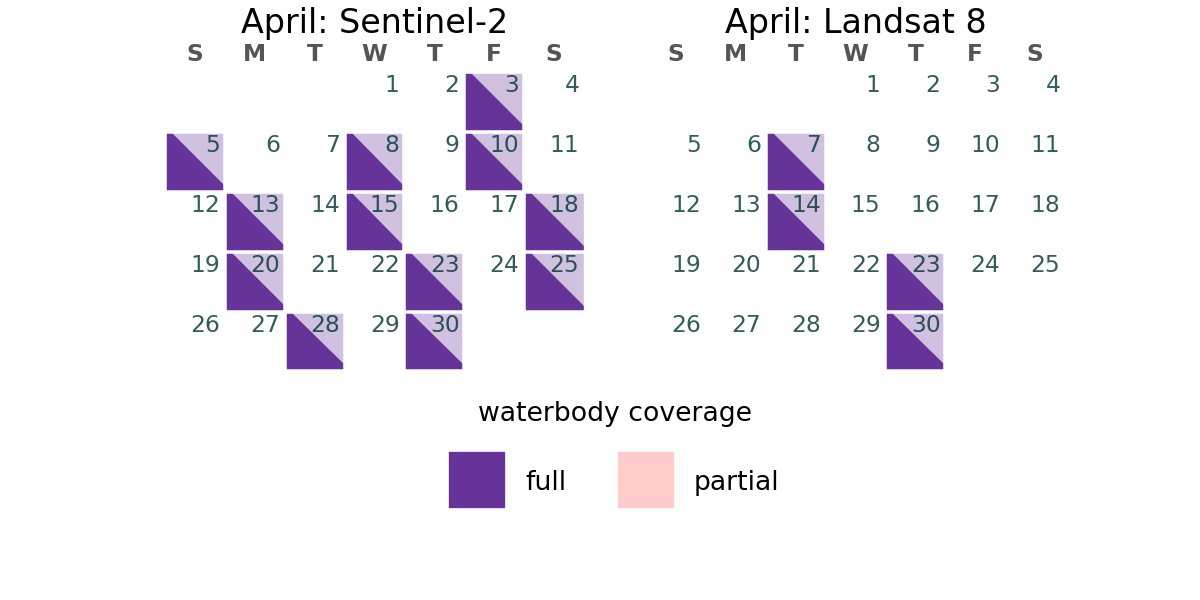 April: Sentinel-2
S M T W T F S
1 2 3 4
5 6 7 8 9 10 11
12 13 14 15 16 17 18
19 20 21 22 23 24 25
26 27 28 29 30
April: Landsat 8
S M T W T F S
1 2 3 4
5 6 7 8 9 10 11
12 13 14 15 16 17 18
19 20 21 22 23 24 25
26 27 28 29 30
waterbody coverage
full partial